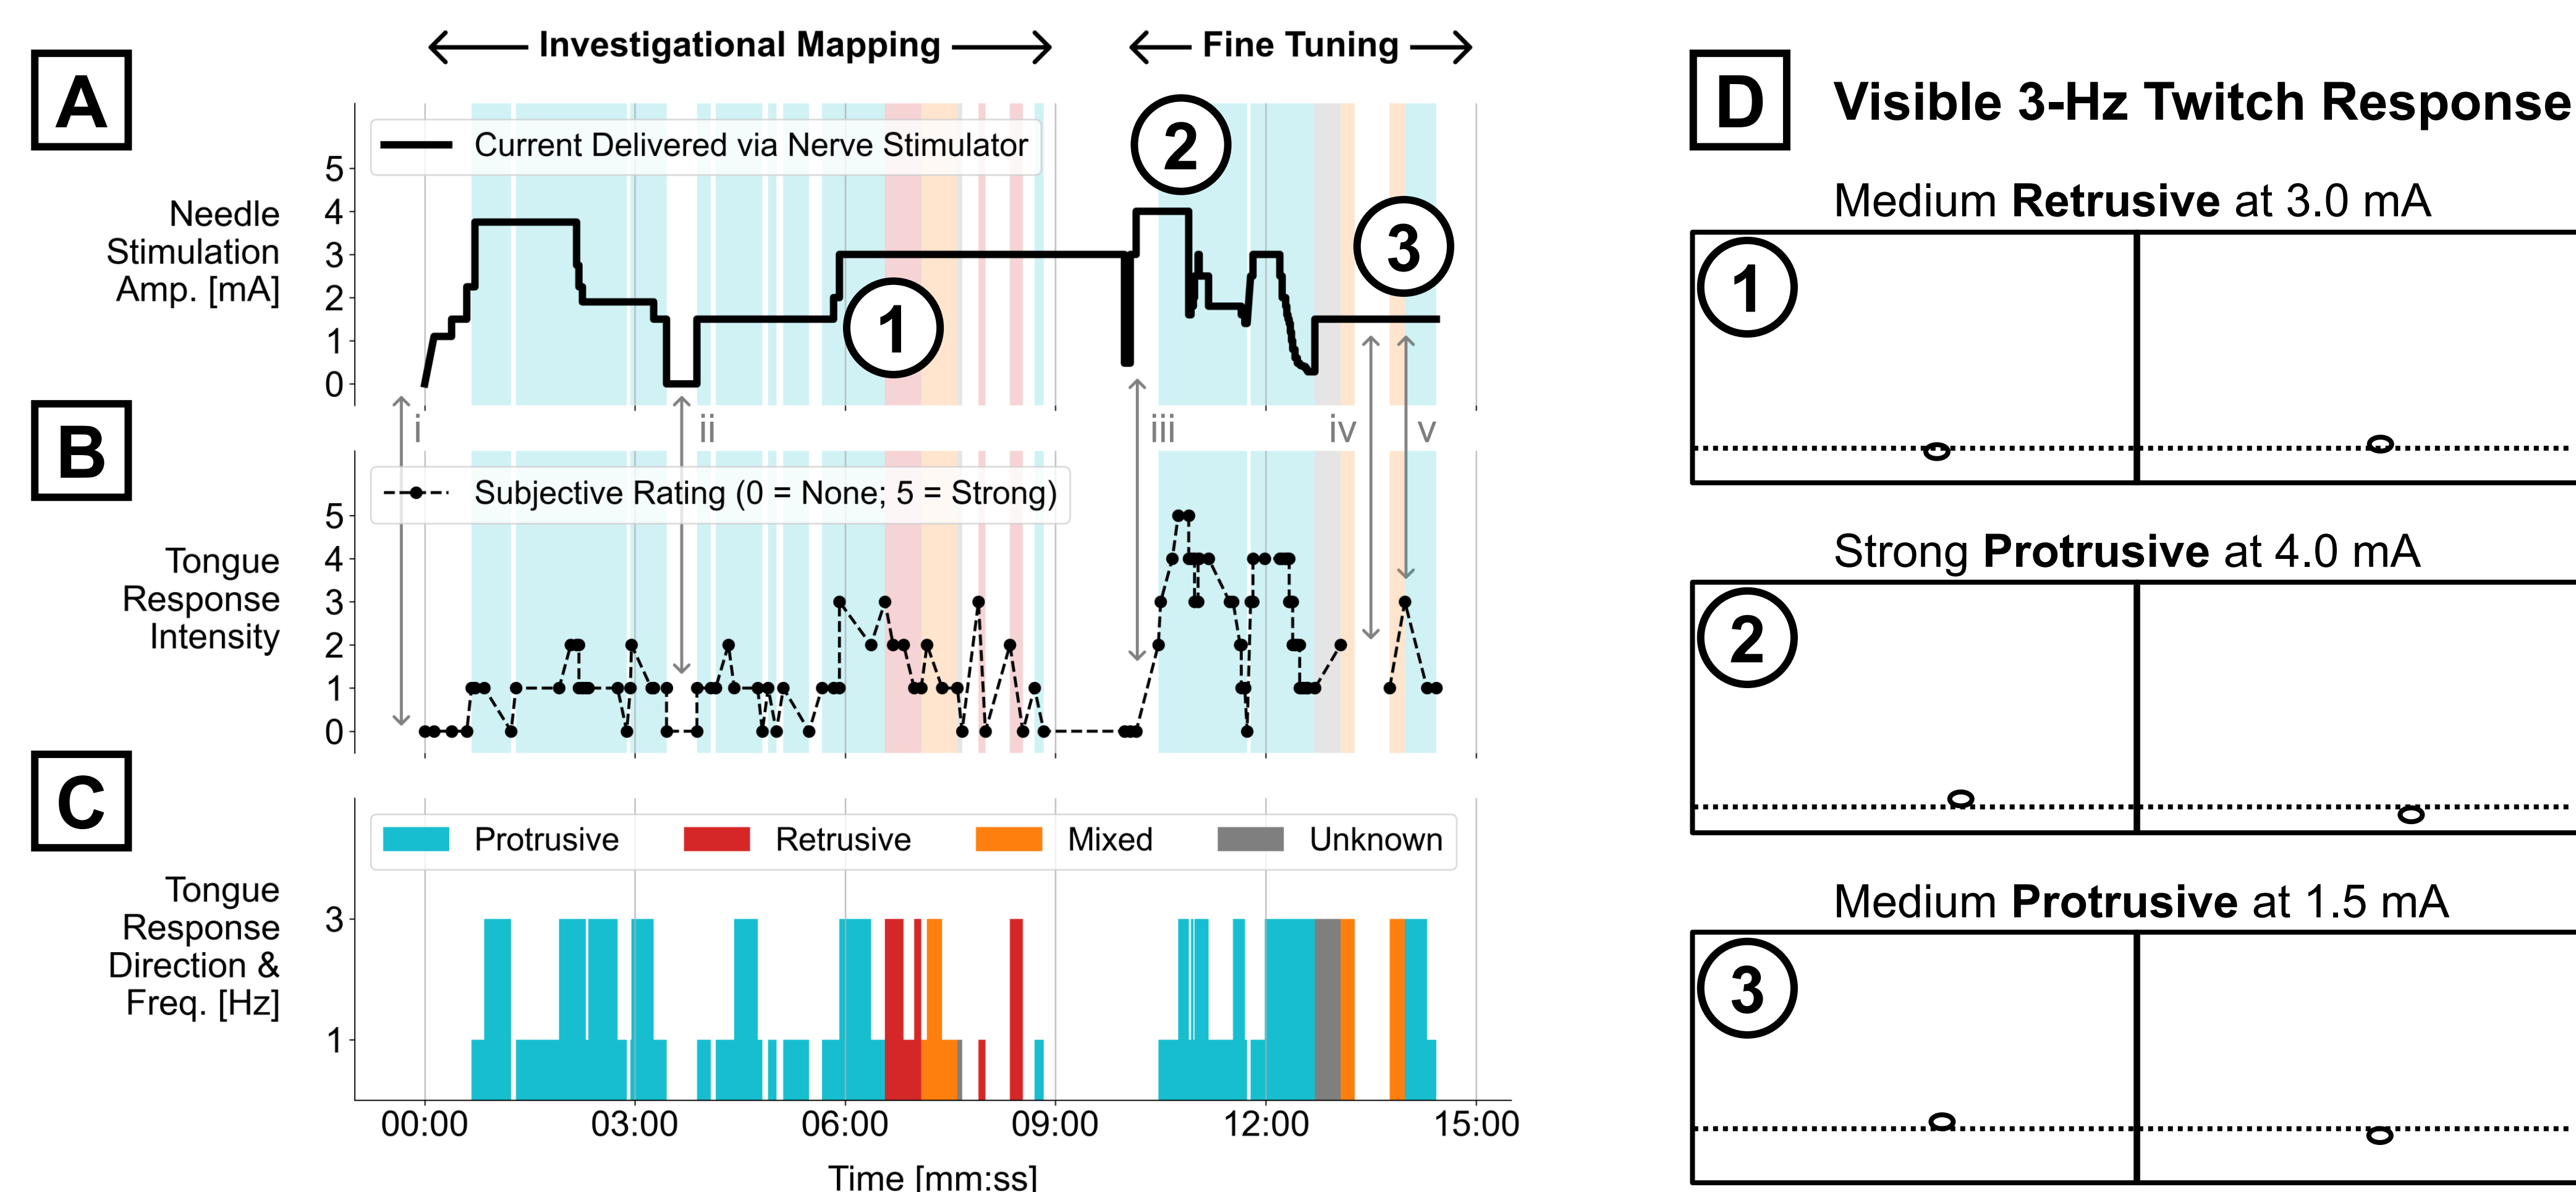 Investigational Mapping
Fine Tuning
A
Current Delivered via Nerve Stimulator
Needle
Stimulation
Amp. [mA]
5
4
3
2
1
0
1
2
3
i
ii
iii
iv
v
B
Subjective Rating (0 = None; 5 = Strong)
Tongue
Response
Intensity
5
4
3
2
1
0
C
Protrusive
Retrusive
Mixed
Unknown
Tongue
Response
Direction &
Freq. [Hz]
3
1
00:00
03:00
06:00
09:00
12:00
15:00
Time [mm:ss]
D
Visible 3-Hz Twitch Response
Medium Retrusive at 3.0 mA
1
Strong Protrusive at 4.0 mA
2
Medium Protrusive at 1.5 mA
3